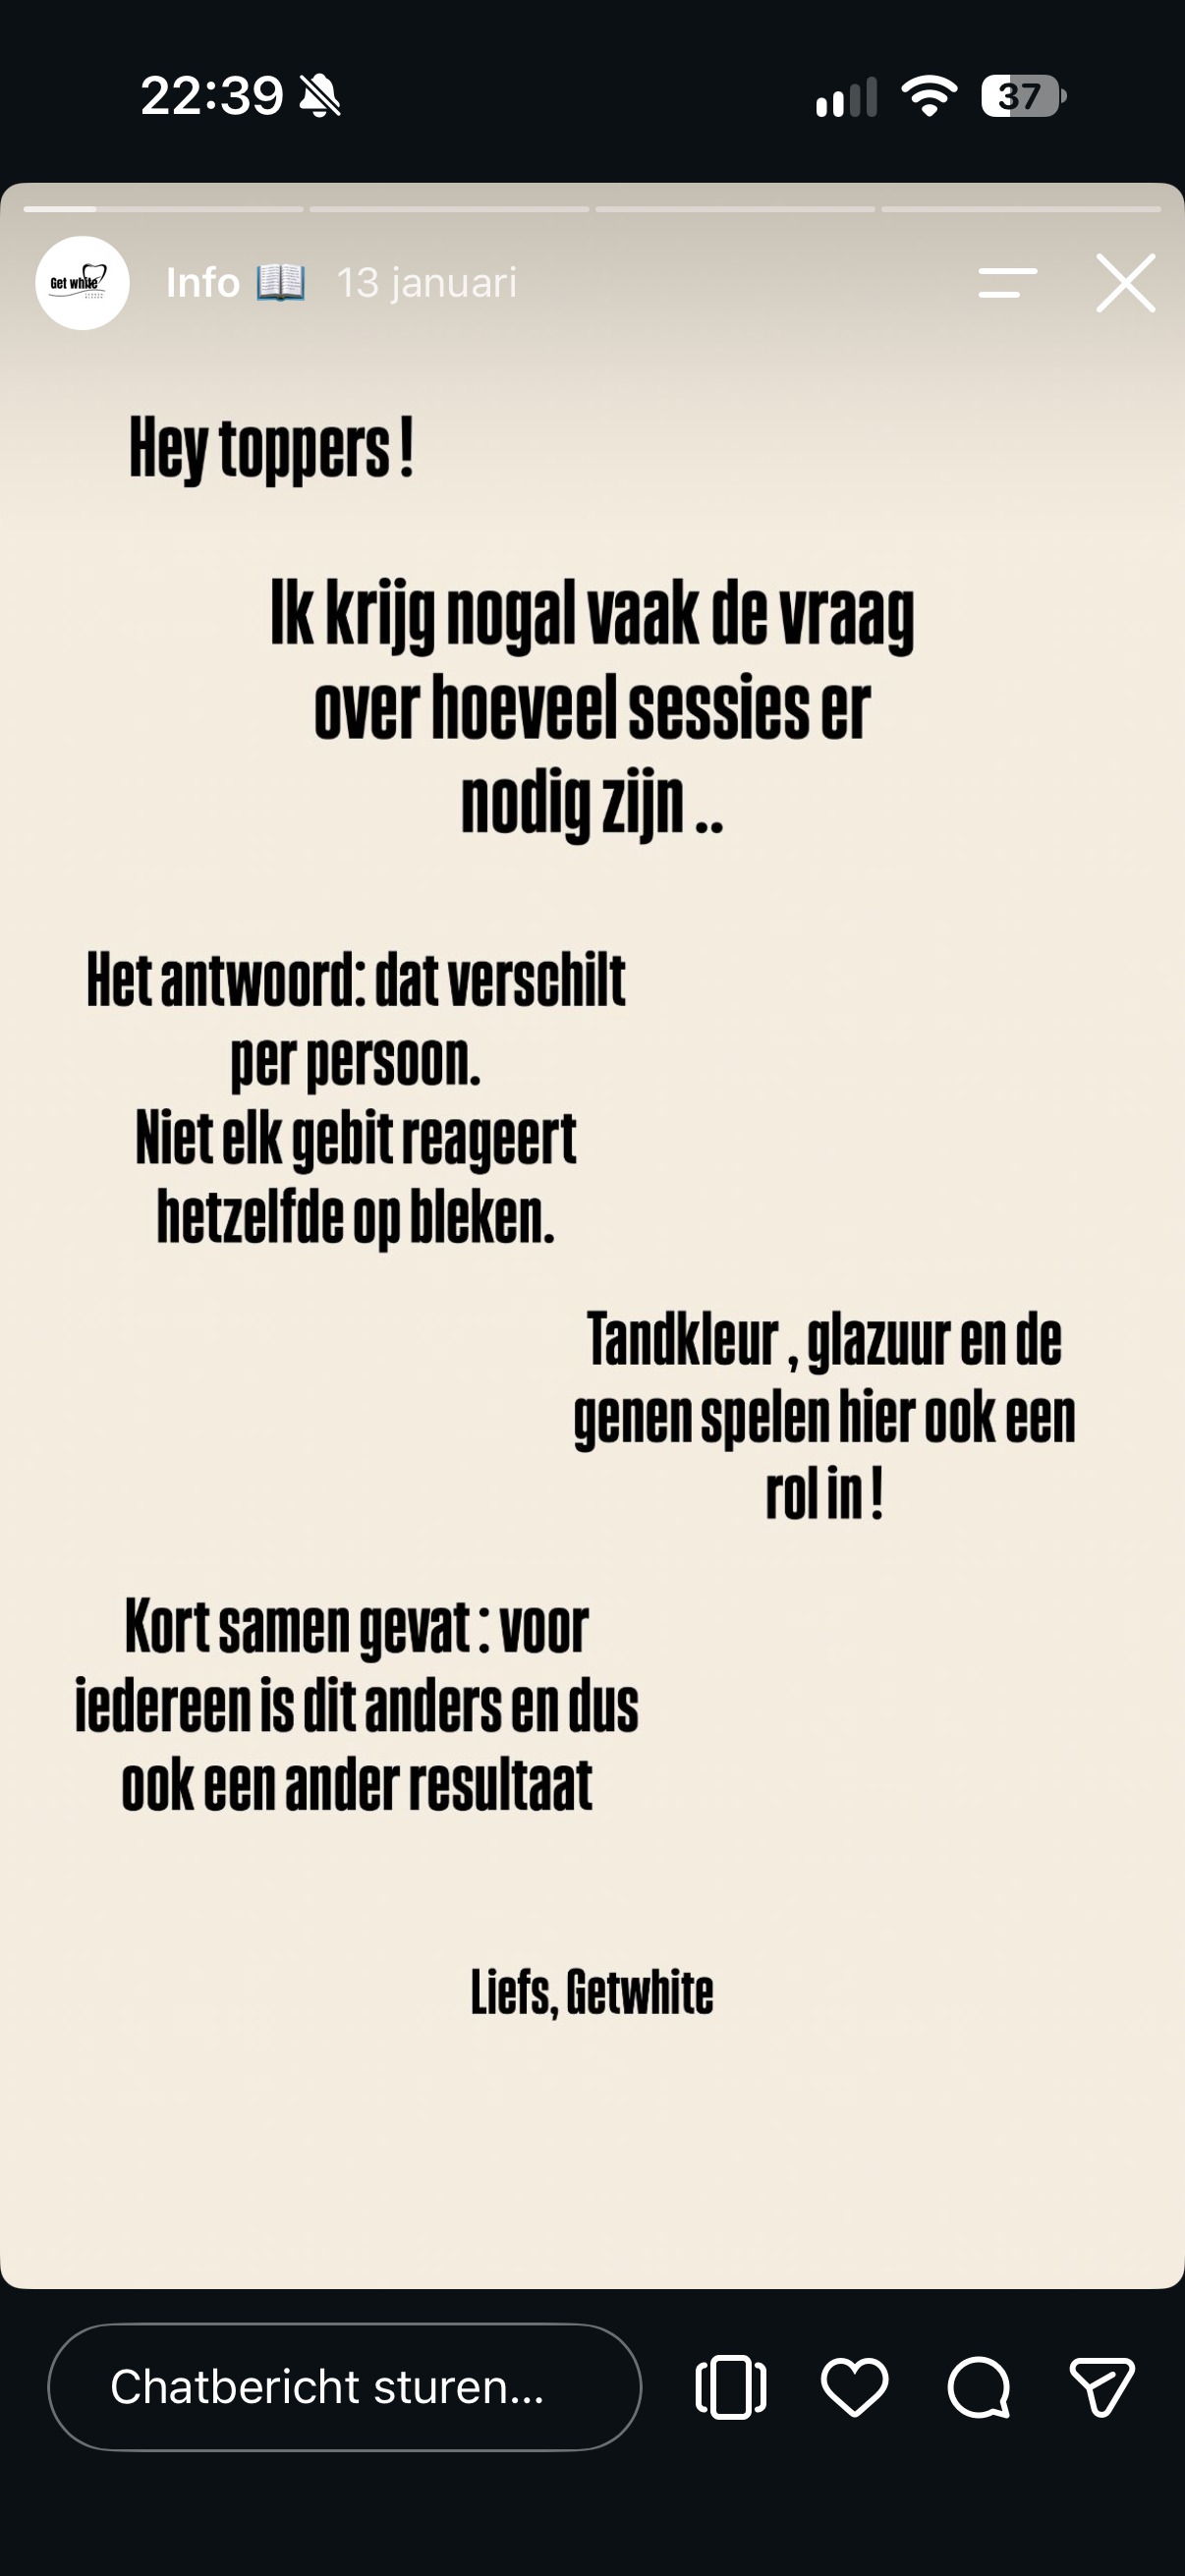 22:39
37
Get white
Info 📖 13 januari
Hey toppers !
Ik krijg nogal vaak de vraag
over hoeveel sessies er
nodig zijn ..
Het antwoord: dat verschilt
per persoon.
Niet elk gebit reageert
hetzelfde op bleken.
Tandkleur , glazuur en de
genen spelen hier ook een
rol in !
Kort samen gevat : voor
iedereen is dit anders en dus
ook een ander resultaat
Liefs, Getwhite
Chatbericht sturen...